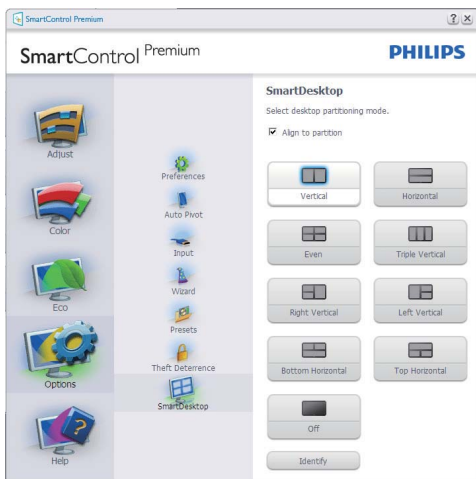 SmartControl Premium
SmartControl Premium
PHILIPS
Adjust
Color
Eco
Options
Help
Preferences
Auto Pivot
Input
Wizard
Presets
Theft Deterrence
SmartDesktop
SmartDesktop
Select desktop partitioning mode.
Align to partition
Vertical
Horizontal
Even
Triple Vertical
Right Vertical
Left Vertical
Bottom Horizontal
Top Horizontal
Off
Identify